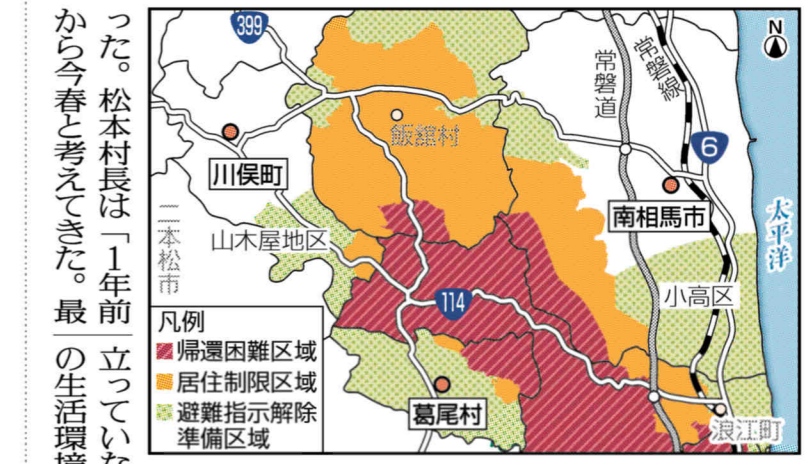 った。松本村長は「1年前
から今春と考えてきた。最
立っていな
の生活環境
399
N
常磐道
常磐線
飯舘村
6
川俣町
南相馬市
太平洋
二本松市
山木屋地区
小高区
114
凡例
帰還困難区域
居住制限区域
避難指示解除
準備区域
葛尾村
浪江町